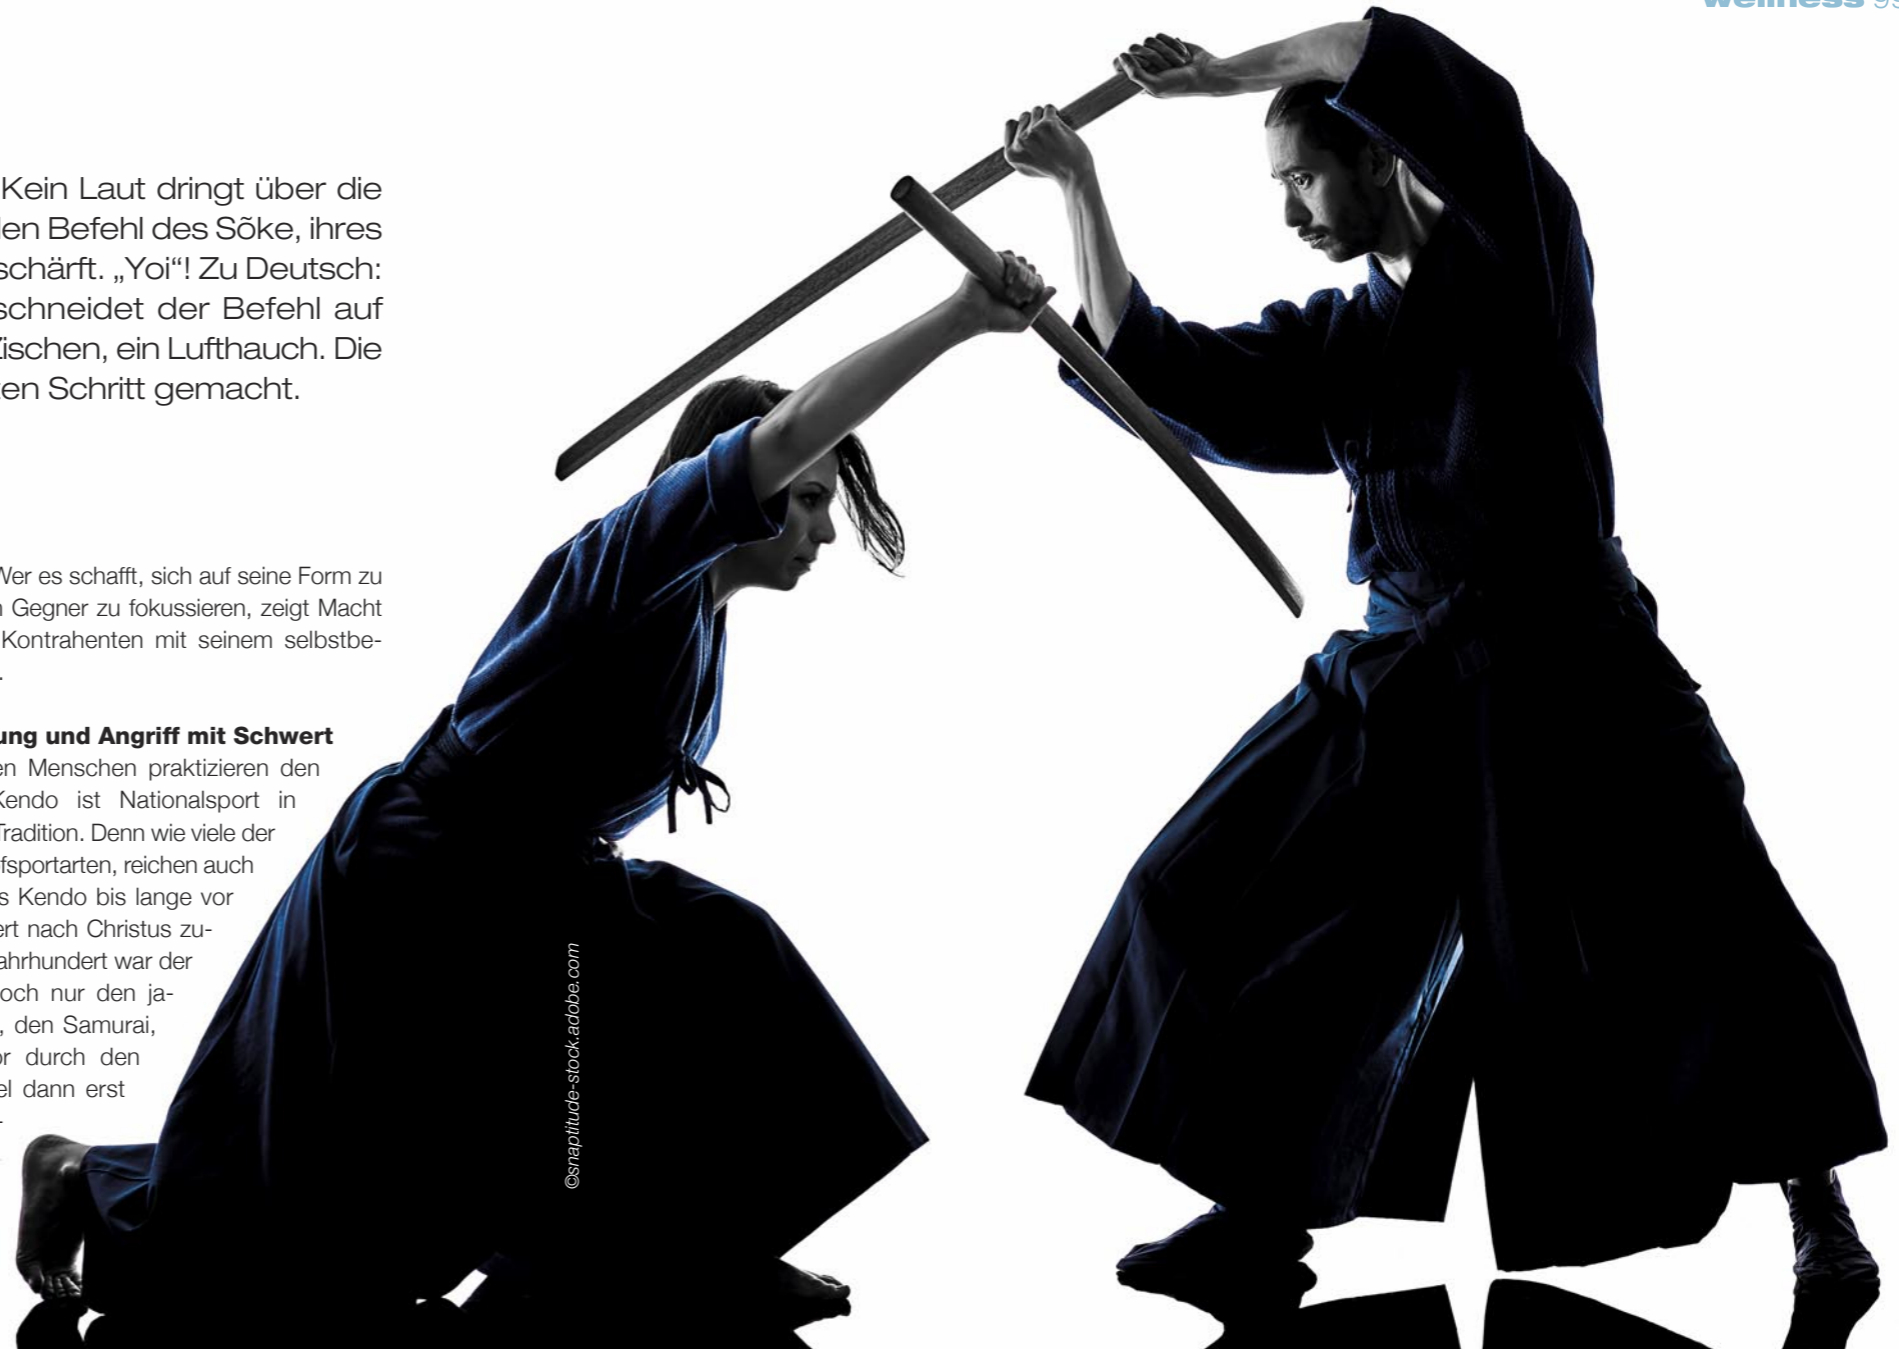 wellness
Kein Laut dringt über die
Befehl des Sõke, ihres
schärft. „Yoi“! Zu Deutsch:
schneidet der Befehl auf
ein Lufthauch. Die
Schritt gemacht.
Wer es schafft, sich auf seine Form zu
Gegner zu fokussieren, zeigt Macht
Kontrahenten mit seinem selbstbe-
ung und Angriff mit Schwert
en Menschen praktizieren den
Kendo ist Nationalsport in
Tradition. Denn wie viele der
fsportarten, reichen auch
s Kendo bis lange vor
ert nach Christus zu-
ahrhundert war der
och nur den ja-
, den Samurai,
or durch den
el dann erst
©snaptitude-stock.adobe.com